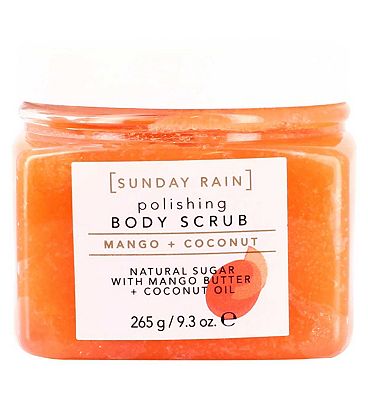 [SUNDAY RAIN]
polishing
BODY SCRUB
MANGO + COCONUT
NATURAL SUGAR
WITH MANGO BUTTER
+ COCONUT OIL
265 g / 9.3 oz. ℮